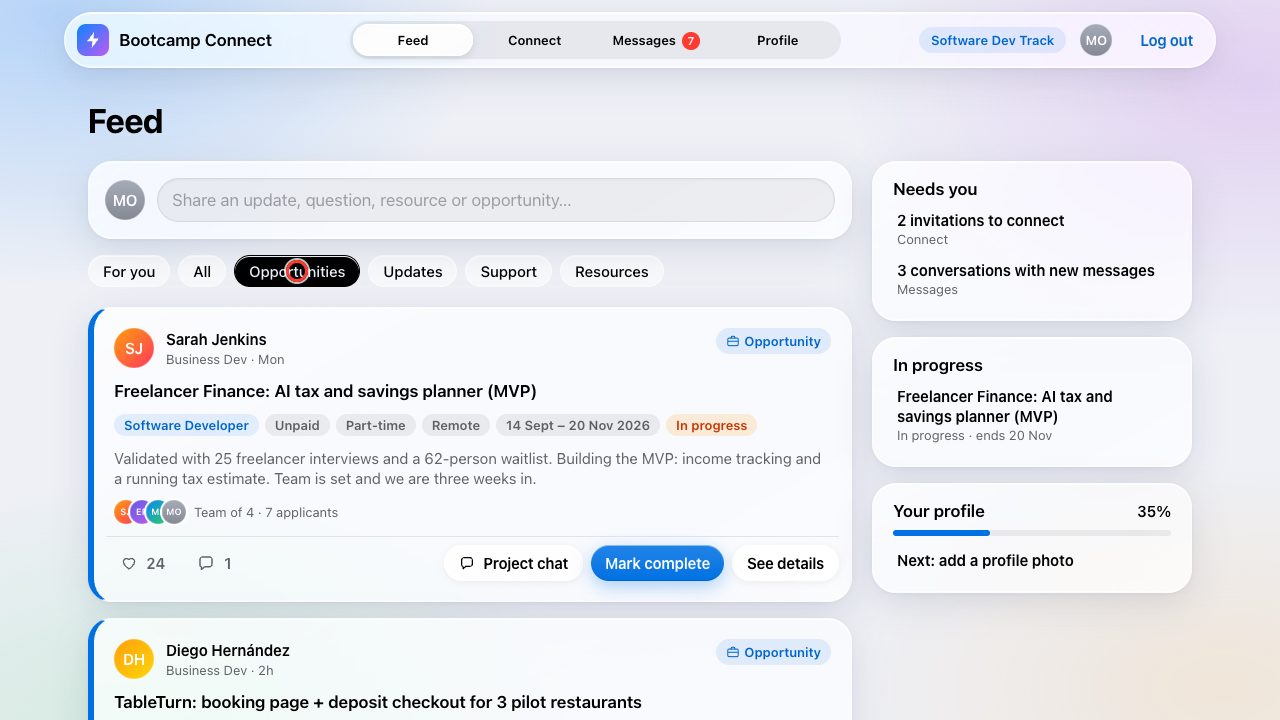 Bootcamp Connect
Feed
Connect
Messages 7
Profile
Software Dev Track
MO
Log out
Feed
MO
Share an update, question, resource or opportunity...
For you
All
Opportunities
Updates
Support
Resources
SJ
Sarah Jenkins
Business Dev · Mon
Opportunity
Freelancer Finance: AI tax and savings planner (MVP)
Software Developer
Unpaid
Part-time
Remote
14 Sept – 20 Nov 2026
In progress
Validated with 25 freelancer interviews and a 62-person waitlist. Building the MVP: income tracking and
a running tax estimate. Team is set and we are three weeks in.
MO
Team of 4 · 7 applicants
24
1
Project chat
Mark complete
See details
DH
Diego Hernández
Business Dev · 2h
Opportunity
TableTurn: booking page + deposit checkout for 3 pilot restaurants
Needs you
2 invitations to connect
Connect
3 conversations with new messages
Messages
In progress
Freelancer Finance: AI tax and
savings planner (MVP)
In progress · ends 20 Nov
Your profile
35%
Next: add a profile photo